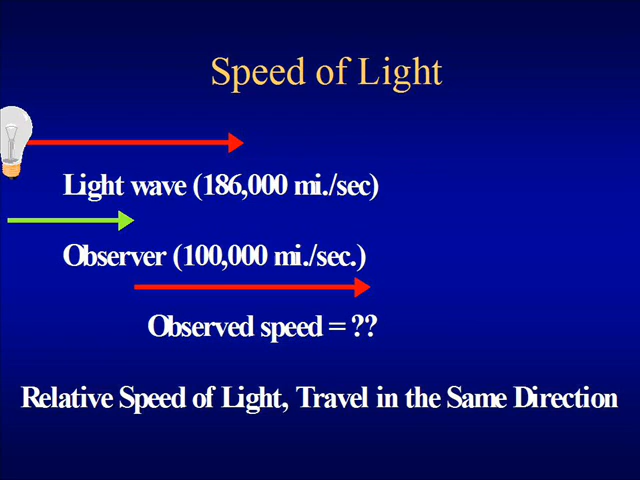 Speed of Light
Light wave (186,000 mi./sec)
Observer (100,000 mi./sec.)
Observed speed = ??
Relative Speed of Light, Travel in the Same Direction